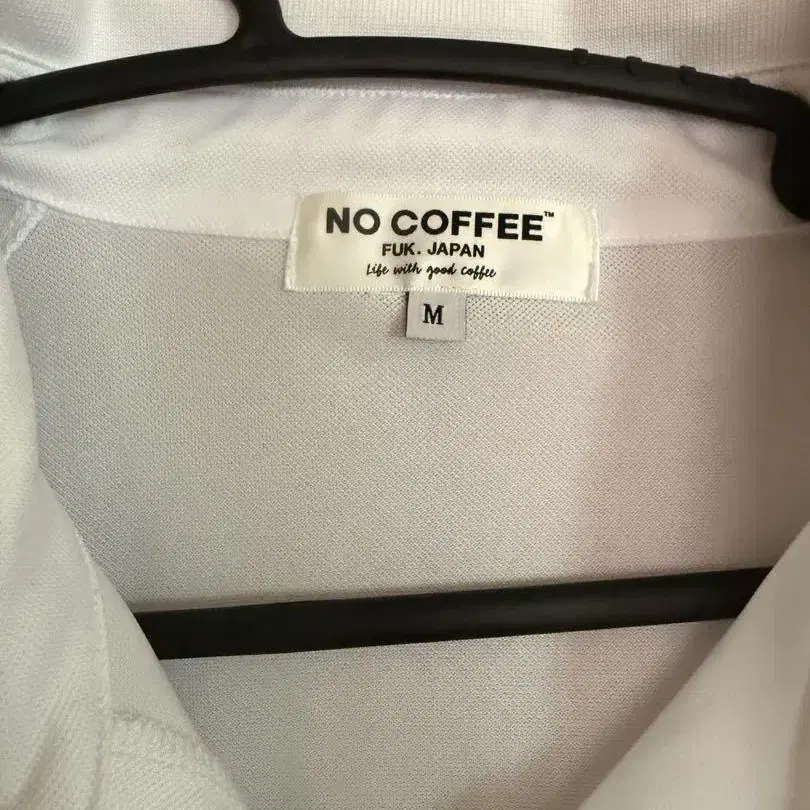 NO COFFEE™
FUK. JAPAN
Life with good coffee
M